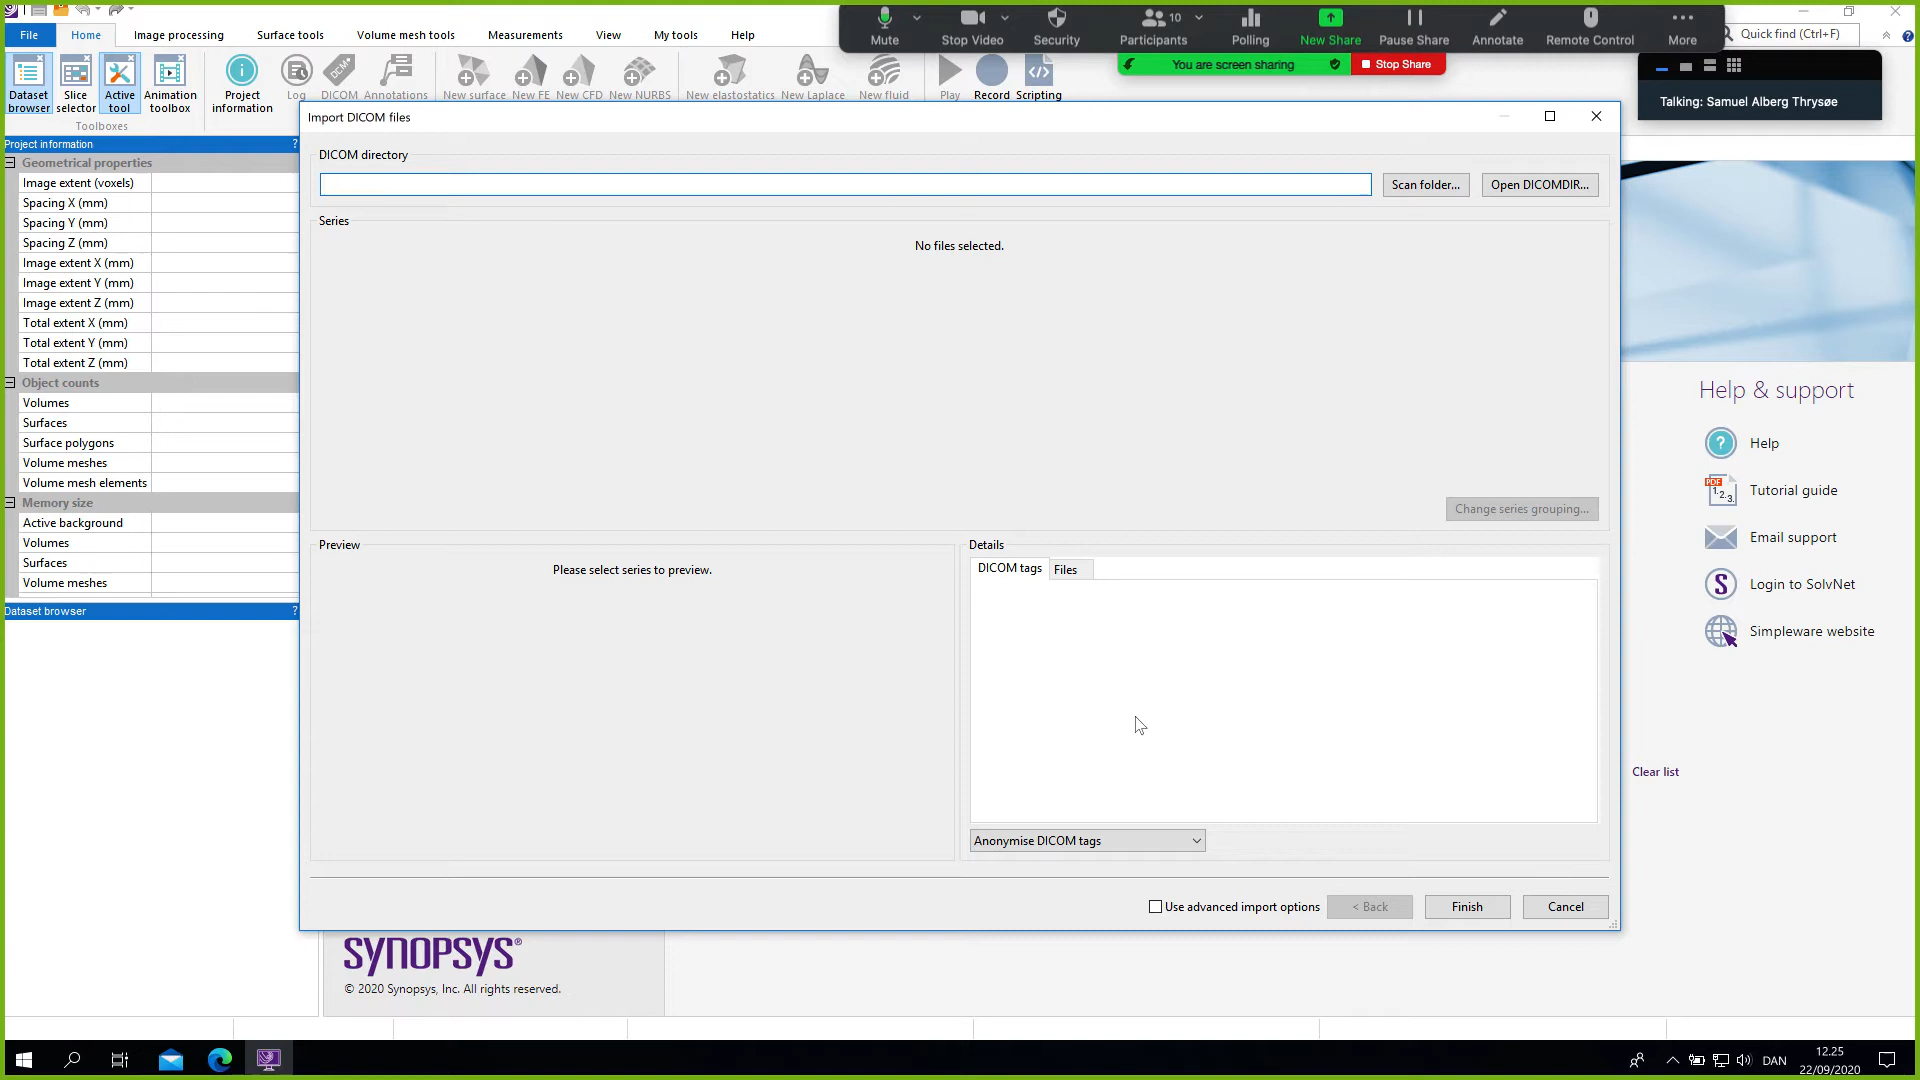 File
Home
Image processing
Surface tools
Volume mesh tools
Measurements
View
My tools
Help
Quick find (Ctrl+F)
Mute
Stop Video
Security
10
Participants
Polling
New Share
Pause Share
Annotate
Remote Control
More
You are screen sharing
Stop Share
Talking: Samuel Alberg Thrysøe
Dataset browser
Slice selector
Active tool
Animation toolbox
Project information
Log
DICOM
Annotations
New surface
New FE
New CFD
New NURBS
New elastostatics
New Laplace
New fluid
Play
Record
Scripting
Toolboxes
Project information
?
Geometrical properties
Image extent (voxels)
Spacing X (mm)
Spacing Y (mm)
Spacing Z (mm)
Image extent X (mm)
Image extent Y (mm)
Image extent Z (mm)
Total extent X (mm)
Total extent Y (mm)
Total extent Z (mm)
Object counts
Volumes
Surfaces
Surface polygons
Volume meshes
Volume mesh elements
Memory size
Active background
Volumes
Surfaces
Volume meshes
Dataset browser
?
Import DICOM files
DICOM directory
Scan folder...
Open DICOMDIR...
Series
No files selected.
Change series grouping...
Preview
Please select series to preview.
Details
DICOM tags
Files
Anonymise DICOM tags
Use advanced import options
< Back
Finish
Cancel
Help & support
Help
Tutorial guide
Email support
Login to SolvNet
Simpleware website
Clear list
SYNOPSYS®
© 2020 Synopsys, Inc. All rights reserved.
DAN
12.25
22/09/2020